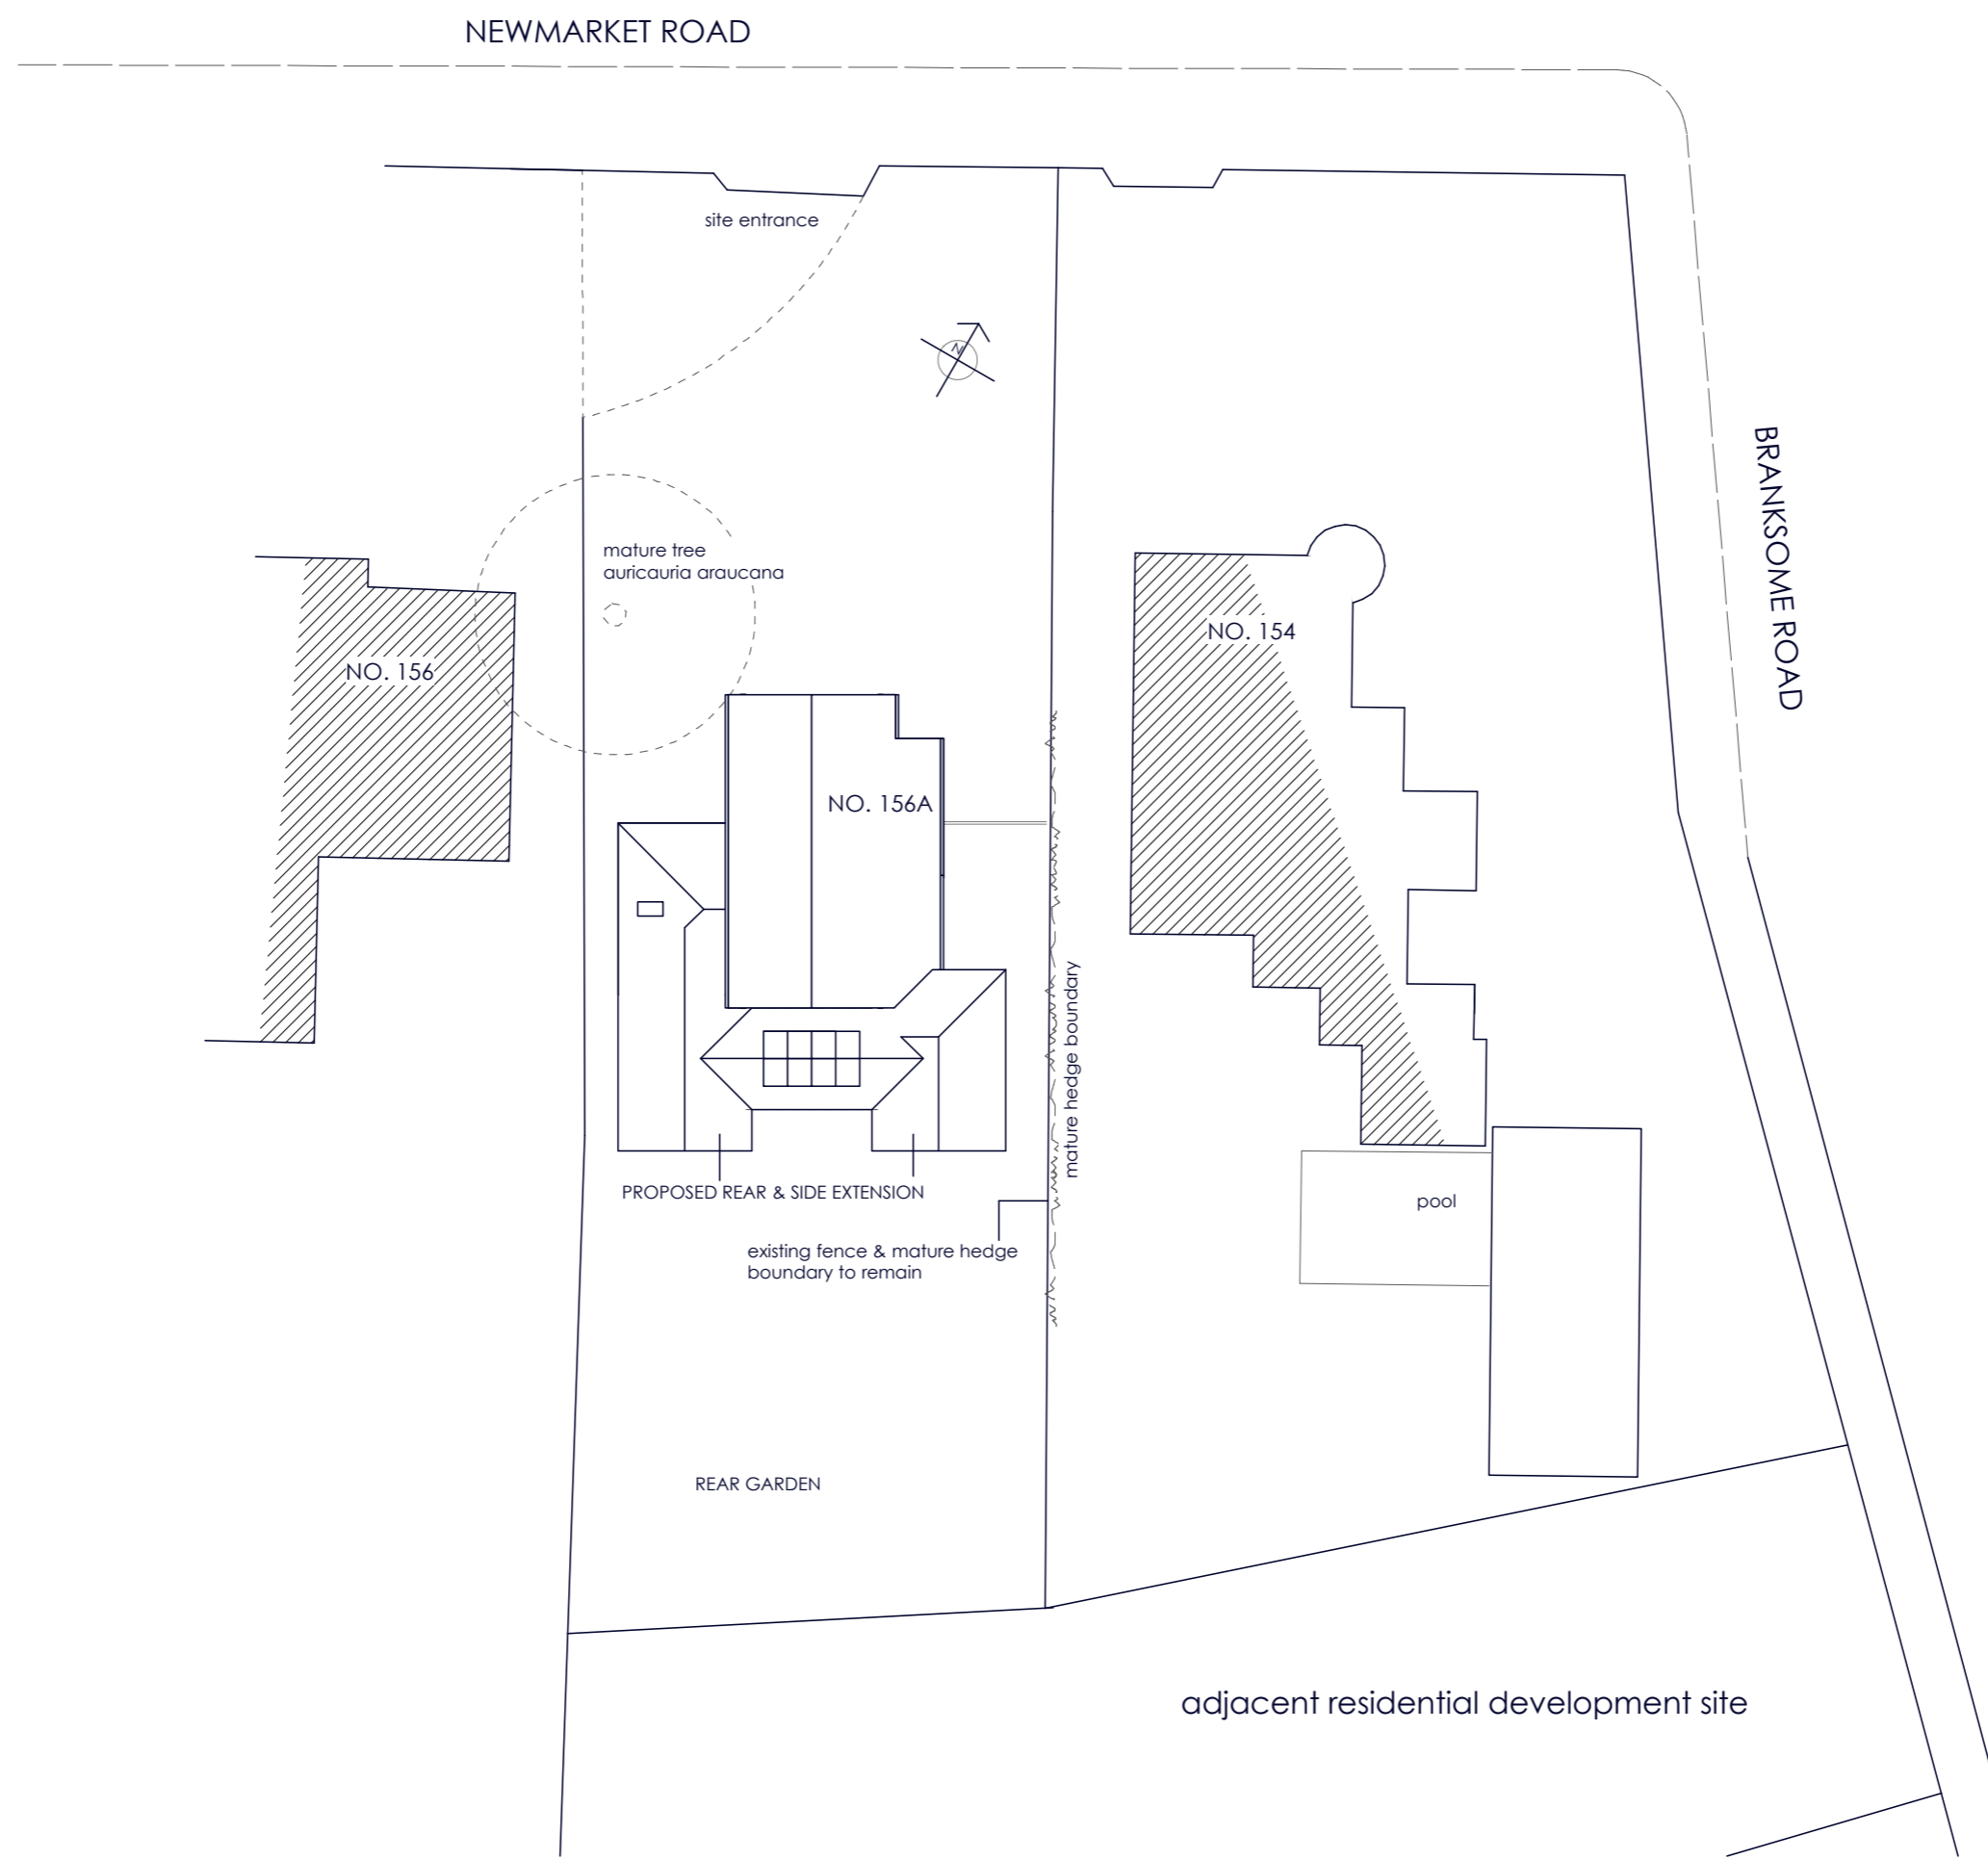 NEWMARKET ROAD
site entrance
N
BRANKSOME ROAD
mature tree
auricauria araucana
NO. 154
NO. 156
NO. 156A
mature hedge boundary
PROPOSED REAR & SIDE EXTENSION
pool
existing fence & mature hedge
boundary to remain
REAR GARDEN
adjacent residential development site